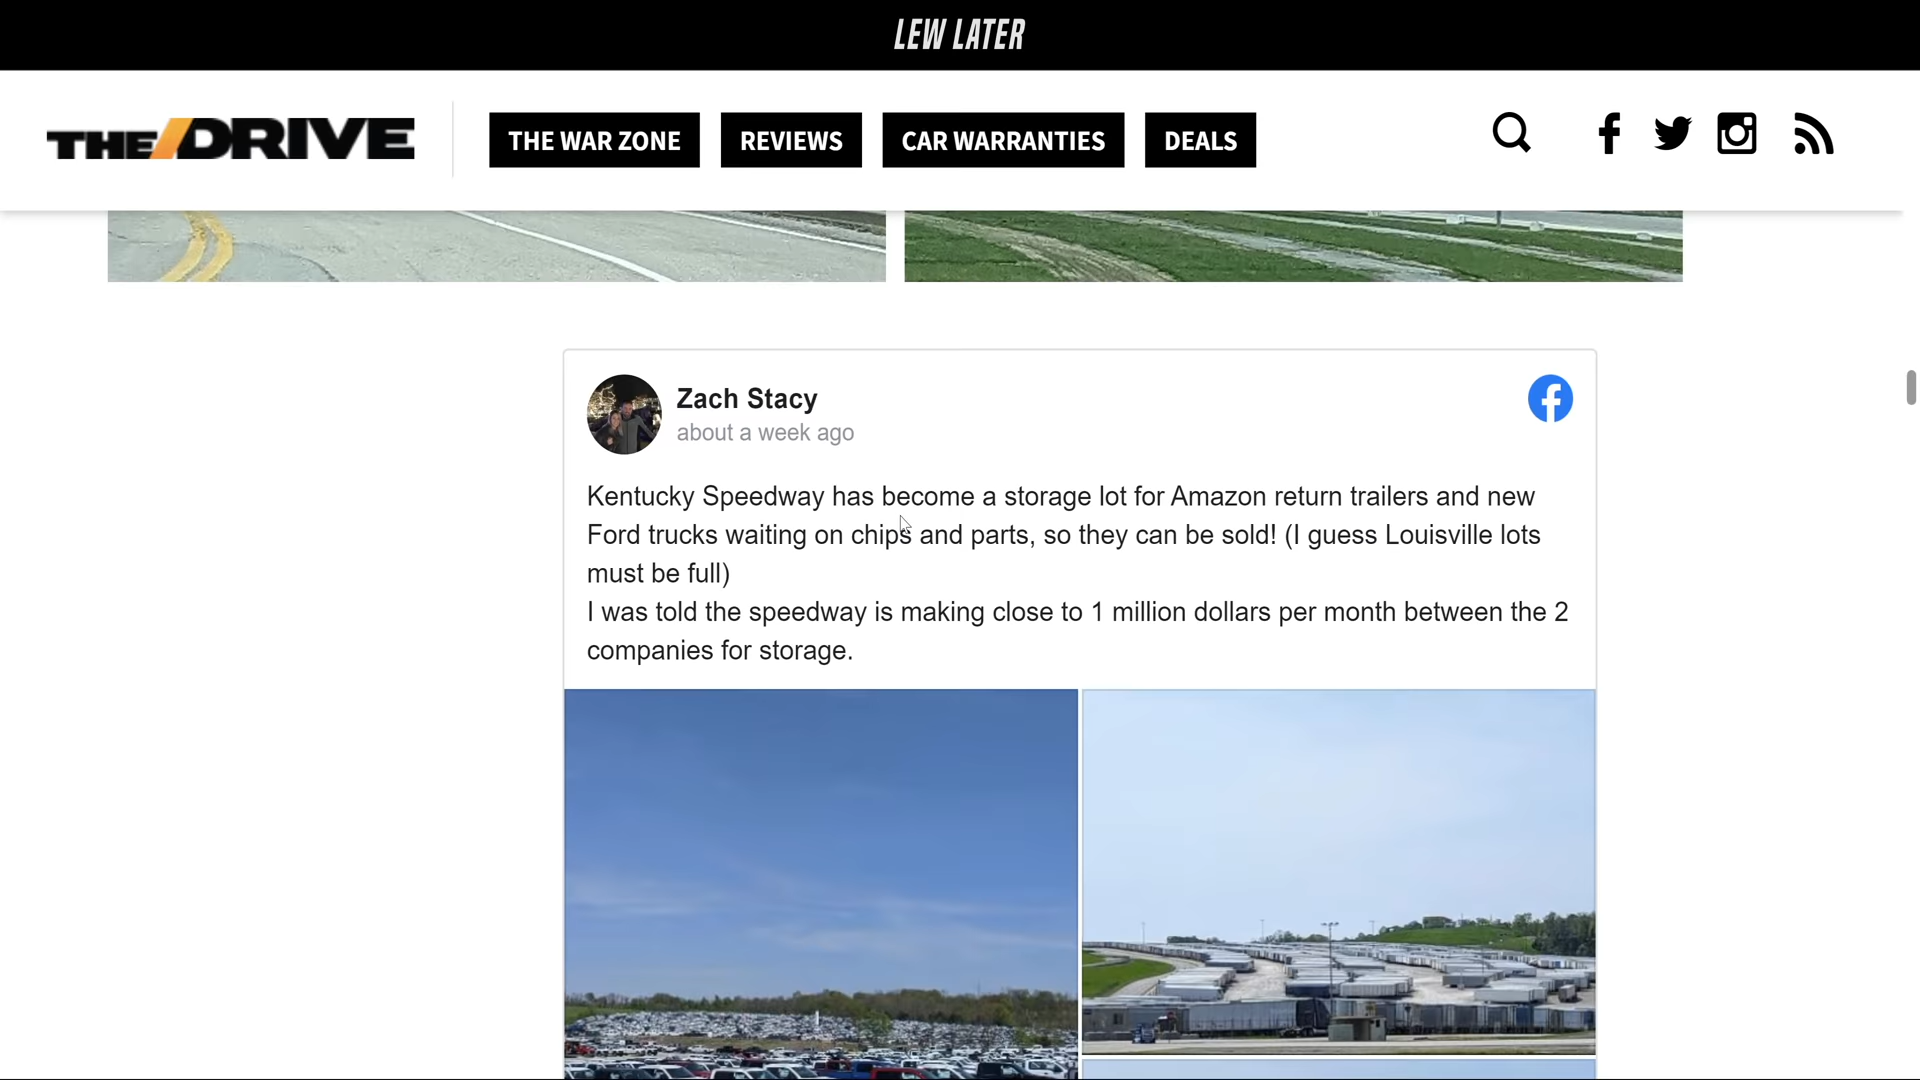 LEW LATER
THE/DRIVE
THE WAR ZONE
REVIEWS
CAR WARRANTIES
DEALS
Zach Stacy
about a week ago
Kentucky Speedway has become a storage lot for Amazon return trailers and new
Ford trucks waiting on chips and parts, so they can be sold! (I guess Louisville lots
must be full)
I was told the speedway is making close to 1 million dollars per month between the 2
companies for storage.